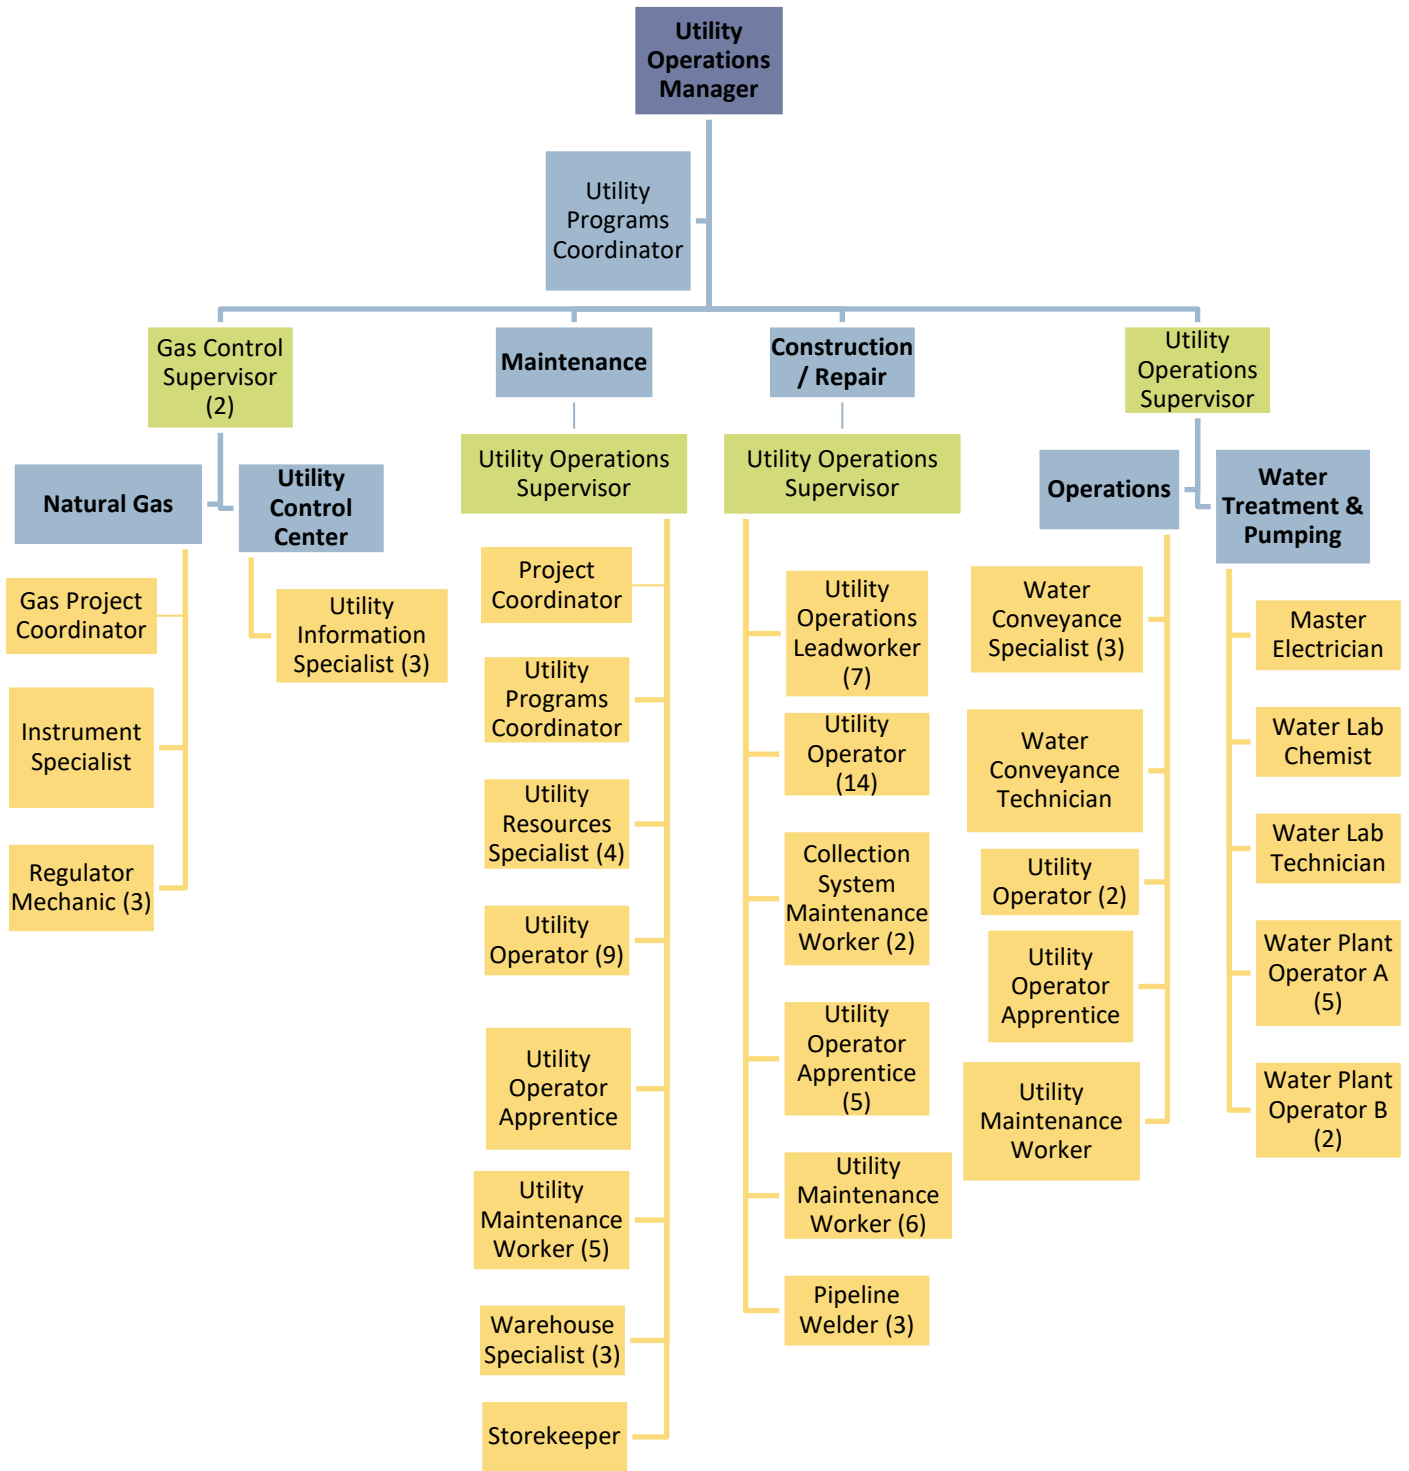 Utility
Operations
Manager
Utility
Programs
Coordinator
Gas Control
Supervisor
(2)
Maintenance
Construction
/ Repair
Utility
Operations
Supervisor
Natural Gas
Utility
Control
Center
Utility Operations
Supervisor
Utility Operations
Supervisor
Operations
Water
Treatment &
Pumping
Gas Project
Coordinator
Instrument
Specialist
Regulator
Mechanic (3)
Utility
Information
Specialist (3)
Project
Coordinator
Utility
Programs
Coordinator
Utility
Resources
Specialist (4)
Utility
Operator (9)
Utility
Operator
Apprentice
Utility
Maintenance
Worker (5)
Warehouse
Specialist (3)
Storekeeper
Utility
Operations
Leadworker
(7)
Utility
Operator
(14)
Collection
System
Maintenance
Worker (2)
Utility
Operator
Apprentice
(5)
Utility
Maintenance
Worker (6)
Pipeline
Welder (3)
Water
Conveyance
Specialist (3)
Water
Conveyance
Technician
Utility
Operator (2)
Utility
Operator
Apprentice
Utility
Maintenance
Worker
Master
Electrician
Water Lab
Chemist
Water Lab
Technician
Water Plant
Operator A
(5)
Water Plant
Operator B
(2)